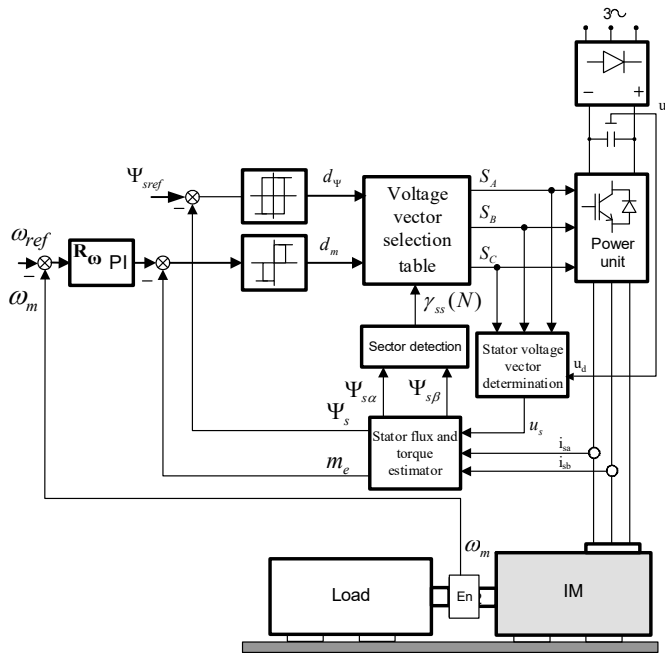 3
− +
u
Ψsref
−
dΨ
Voltage
vector
selection
table
SA
SB
SC
Power
unit
ωref
−
ωm
Rω PI
−
dm
γss(N)
Sector detection
Stator voltage
vector
determination
ud
Ψsα
Ψsβ
Ψs
us
Stator flux and
torque
estimator
me
isa
isb
ωm
Load
En
IM